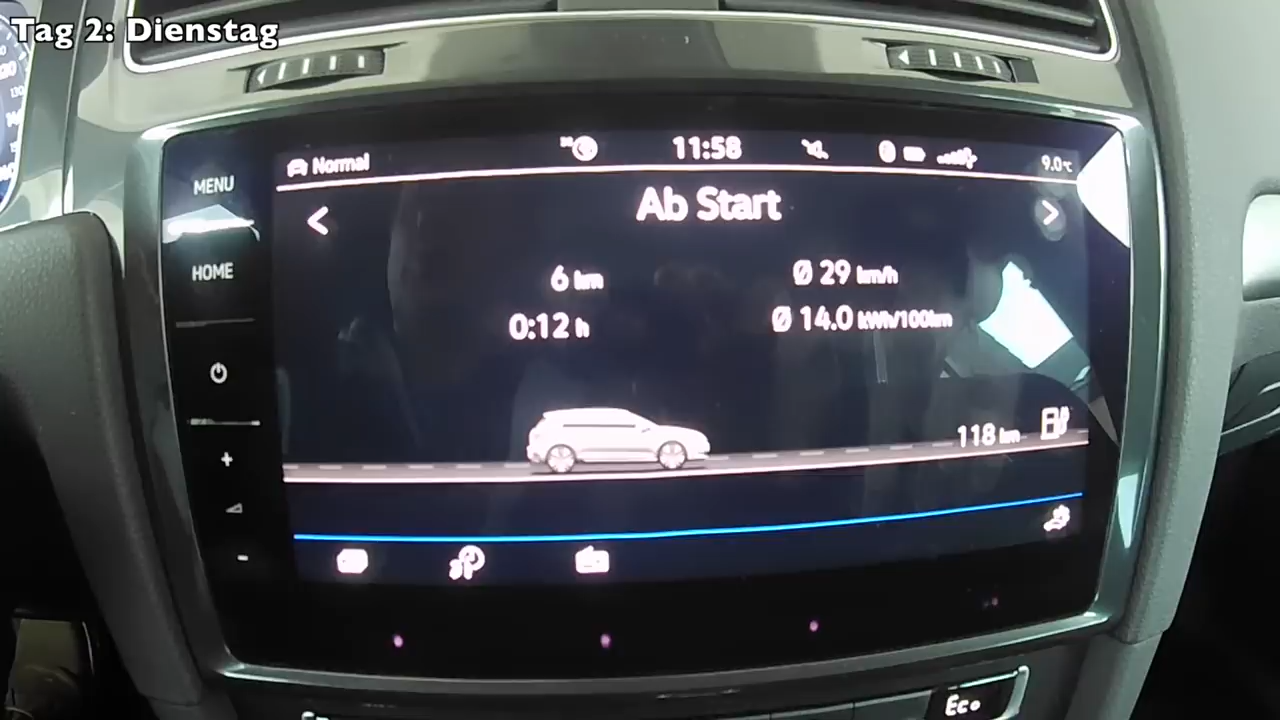 Tag 2: Dienstag
Normal
11:58
9.0°C
MENU
Ab Start
HOME
6 km
Ø 29 km/h
0:12 h
Ø 14.0 kWh/100km
118 km
+
-
Eco